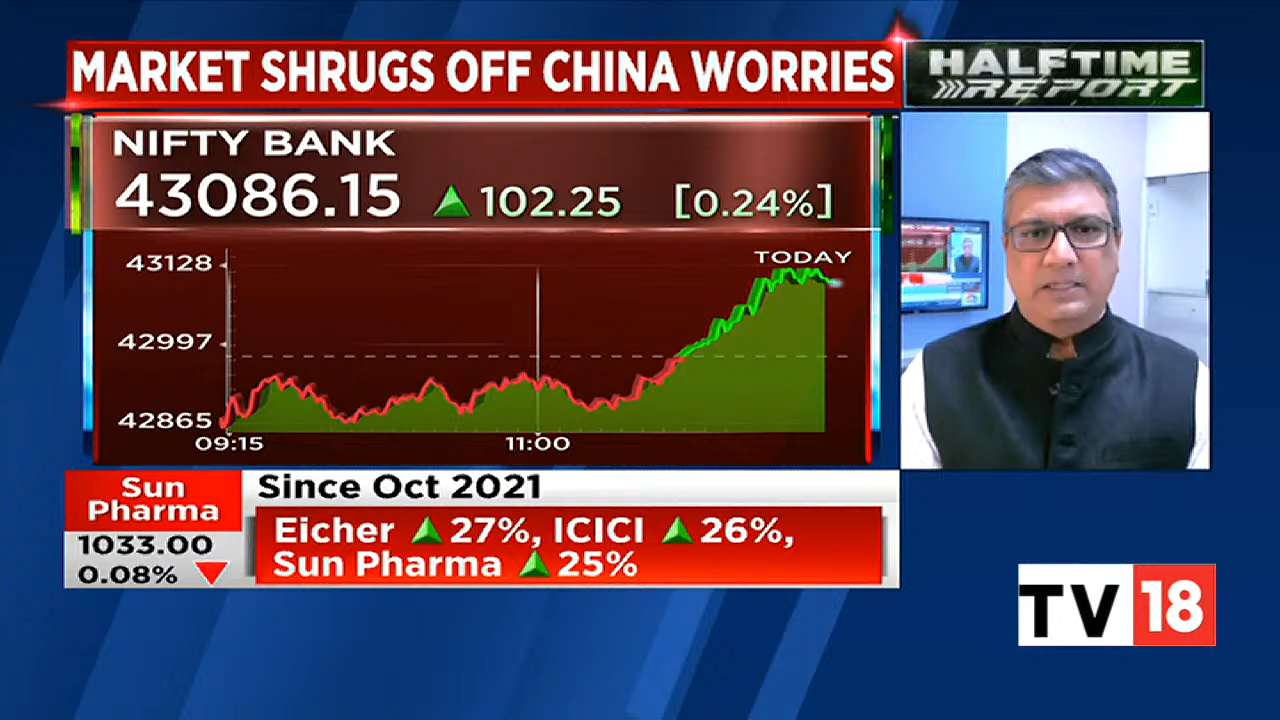 MARKET SHRUGS OFF CHINA WORRIES
HALFTIME
REPORT
NIFTY BANK
43086.15 ▲ 102.25 [0.24%]
TODAY
43128
42997
42865
09:15 11:00
Sun
Pharma
1033.00
0.08% ▼
Since Oct 2021
Eicher ▲ 27%, ICICI ▲ 26%,
Sun Pharma ▲ 25%
TV18